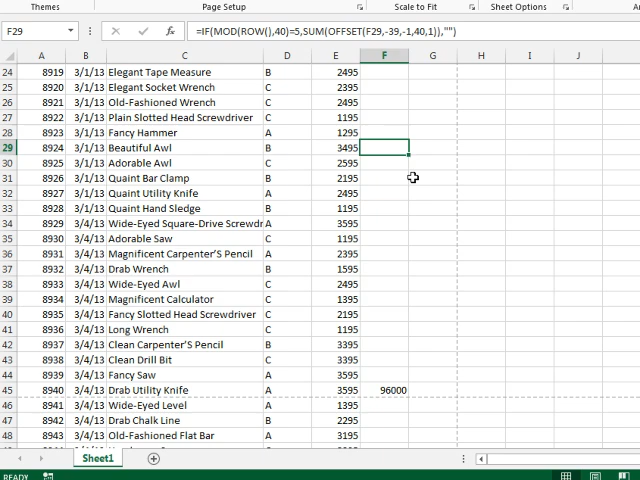 Themes Page Setup Scale to Fit Sheet Options
F29 fx =IF(MOD(ROW(),40)=5,SUM(OFFSET(F29,-39,-1,40,1)),"")
A B C D E F G H I J
24 8919 3/1/13 Elegant Tape Measure B 2495
25 8920 3/1/13 Elegant Socket Wrench C 2395
26 8921 3/1/13 Old-Fashioned Wrench C 2495
27 8922 3/1/13 Plain Slotted Head Screwdriver C 1195
28 8923 3/1/13 Fancy Hammer A 1295
29 8924 3/1/13 Beautiful Awl B 3495
30 8925 3/1/13 Adorable Awl C 2595
31 8926 3/1/13 Quaint Bar Clamp B 2195
32 8927 3/1/13 Quaint Utility Knife A 2495
33 8928 3/1/13 Quaint Hand Sledge B 1195
34 8929 3/4/13 Wide-Eyed Square-Drive Screwdr A 3595
35 8930 3/4/13 Adorable Saw C 1195
36 8931 3/4/13 Magnificent Carpenter’S Pencil A 2395
37 8932 3/4/13 Drab Wrench B 1595
38 8933 3/4/13 Wide-Eyed Awl C 2495
39 8934 3/4/13 Magnificent Calculator C 1395
40 8935 3/4/13 Fancy Slotted Head Screwdriver C 2195
41 8936 3/4/13 Long Wrench C 1195
42 8937 3/4/13 Clean Carpenter’S Pencil B 3395
43 8938 3/4/13 Clean Drill Bit C 3395
44 8939 3/4/13 Fancy Saw A 3595
45 8940 3/4/13 Drab Utility Knife A 3595 96000
46 8941 3/4/13 Wide-Eyed Level A 1395
47 8942 3/4/13 Drab Chalk Line B 2295
48 8943 3/4/13 Old-Fashioned Flat Bar A 3195
Sheet1
READY